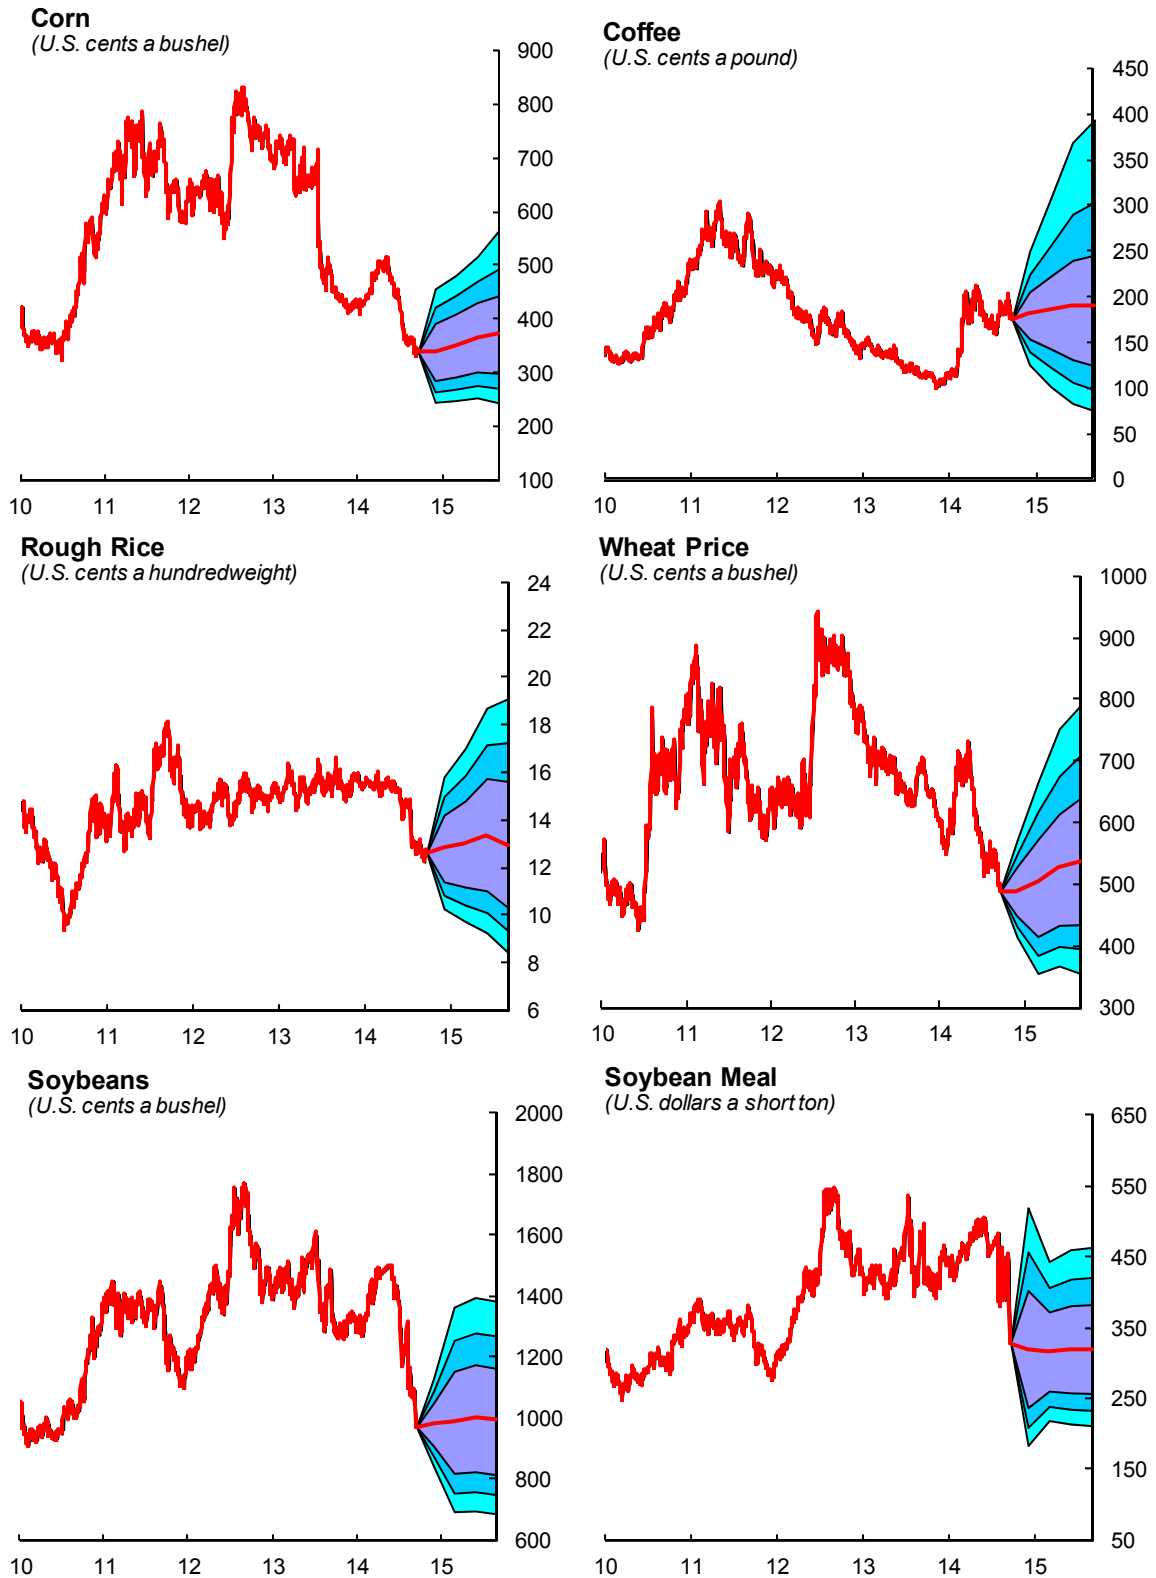 Corn
(U.S. cents a bushel)
900
800
700
600
500
400
300
200
100
10 11 12 13 14 15
Coffee
(U.S. cents a pound)
450
400
350
300
250
200
150
100
50
0
10 11 12 13 14 15
Rough Rice
(U.S. cents a hundredweight)
24
22
20
18
16
14
12
10
8
6
10 11 12 13 14 15
Wheat Price
(U.S. cents a bushel)
1000
900
800
700
600
500
400
300
10 11 12 13 14 15
Soybeans
(U.S. cents a bushel)
2000
1800
1600
1400
1200
1000
800
600
10 11 12 13 14 15
Soybean Meal
(U.S. dollars a short ton)
650
550
450
350
250
150
50
10 11 12 13 14 15